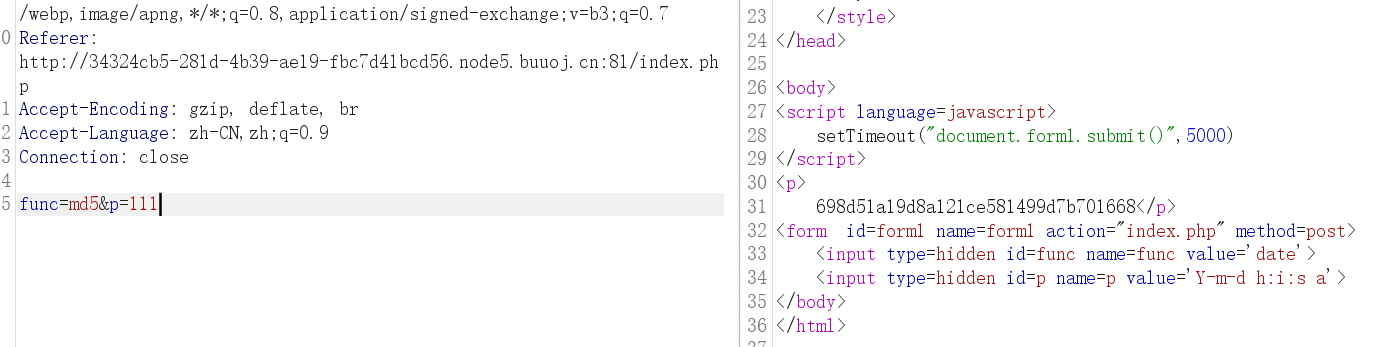 /webp,image/apng,*/*;q=0.8,application/signed-exchange;v=b3;q=0.7
0 Referer:
http://34324cb5-281d-4b39-ae19-fbc7d41bcd56.node5.buuoj.cn:81/index.ph
p
1 Accept-Encoding: gzip, deflate, br
2 Accept-Language: zh-CN,zh;q=0.9
3 Connection: close
4
5 func=md5&p=111
23 </style>
24 </head>
25
26 <body>
27 <script language=javascript>
28 setTimeout("document.form1.submit()",5000)
29 </script>
30 <p>
31 698d51a19d8a121ce581499d7b701668</p>
32 <form  id=form1 name=form1 action="index.php" method=post>
33 <input type=hidden id=func name=func value='date'>
34 <input type=hidden id=p name=p value='Y-m-d h:i:s a'>
35 </body>
36 </html>
37